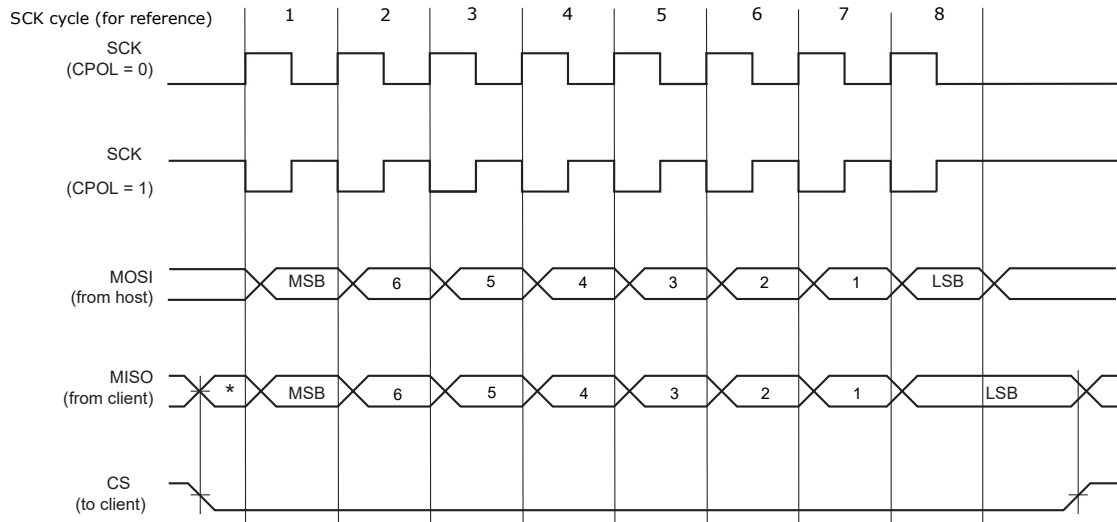 SCK cycle (for reference) 1 2 3 4 5 6 7 8
SCK
(CPOL = 0)
SCK
(CPOL = 1)
MOSI
(from host)
MSB 6 5 4 3 2 1 LSB
MISO
(from client)
* MSB 6 5 4 3 2 1 LSB
CS
(to client)